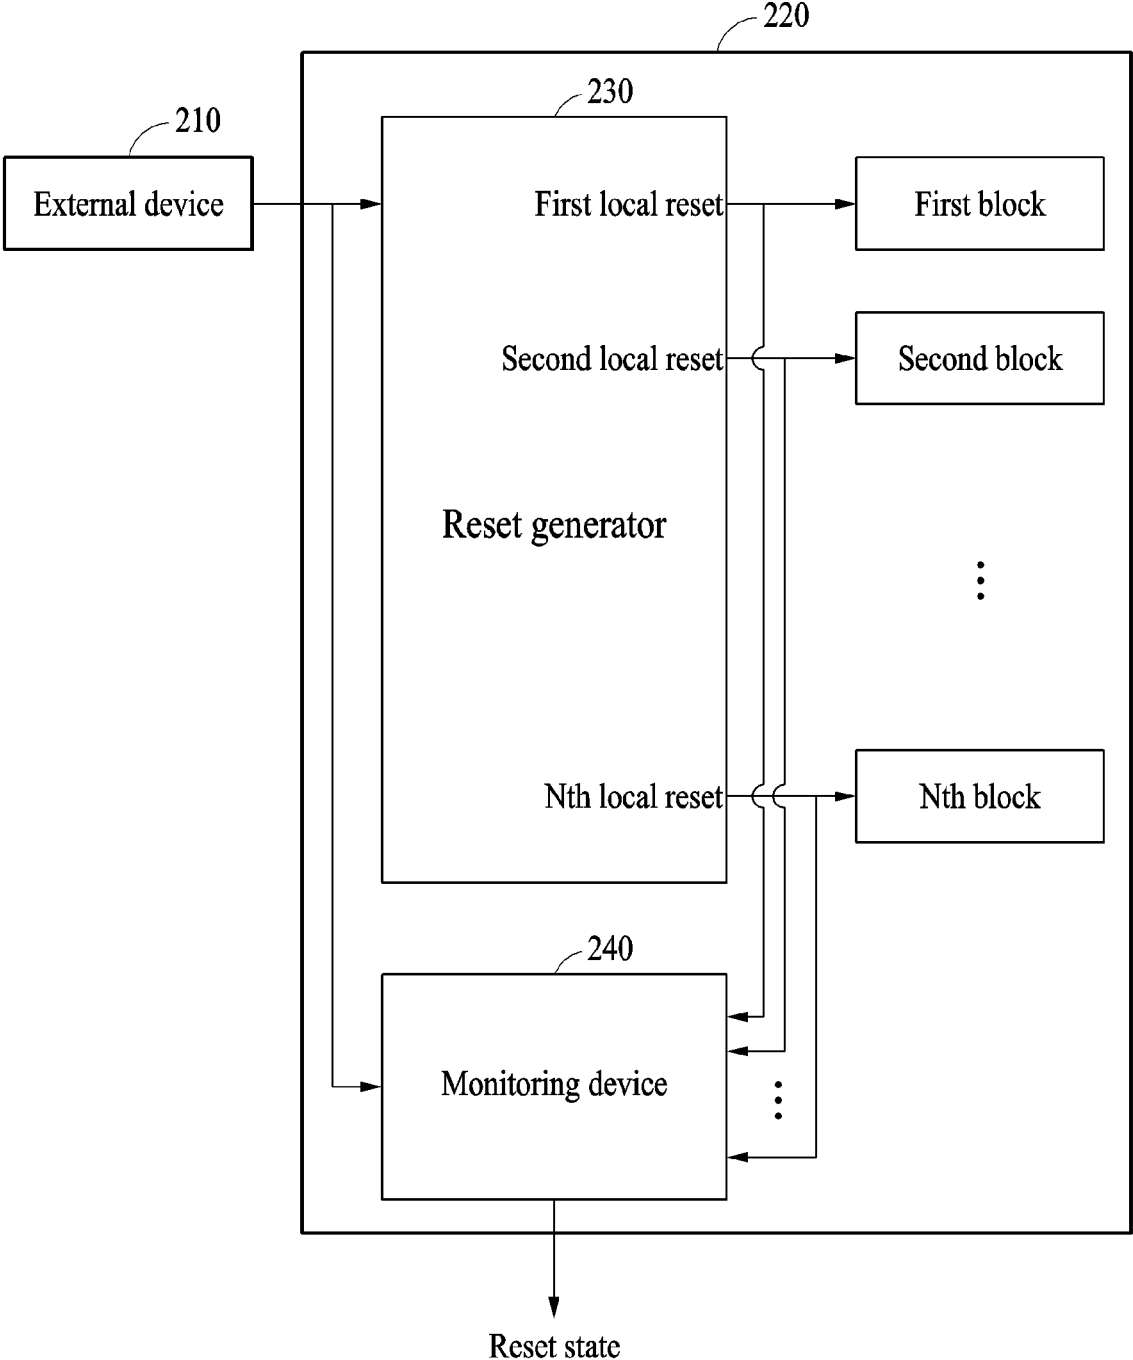 220
230
210
External device
First local reset
First block
Second local reset
Second block
Reset generator
Nth local reset
Nth block
240
Monitoring device
Reset state